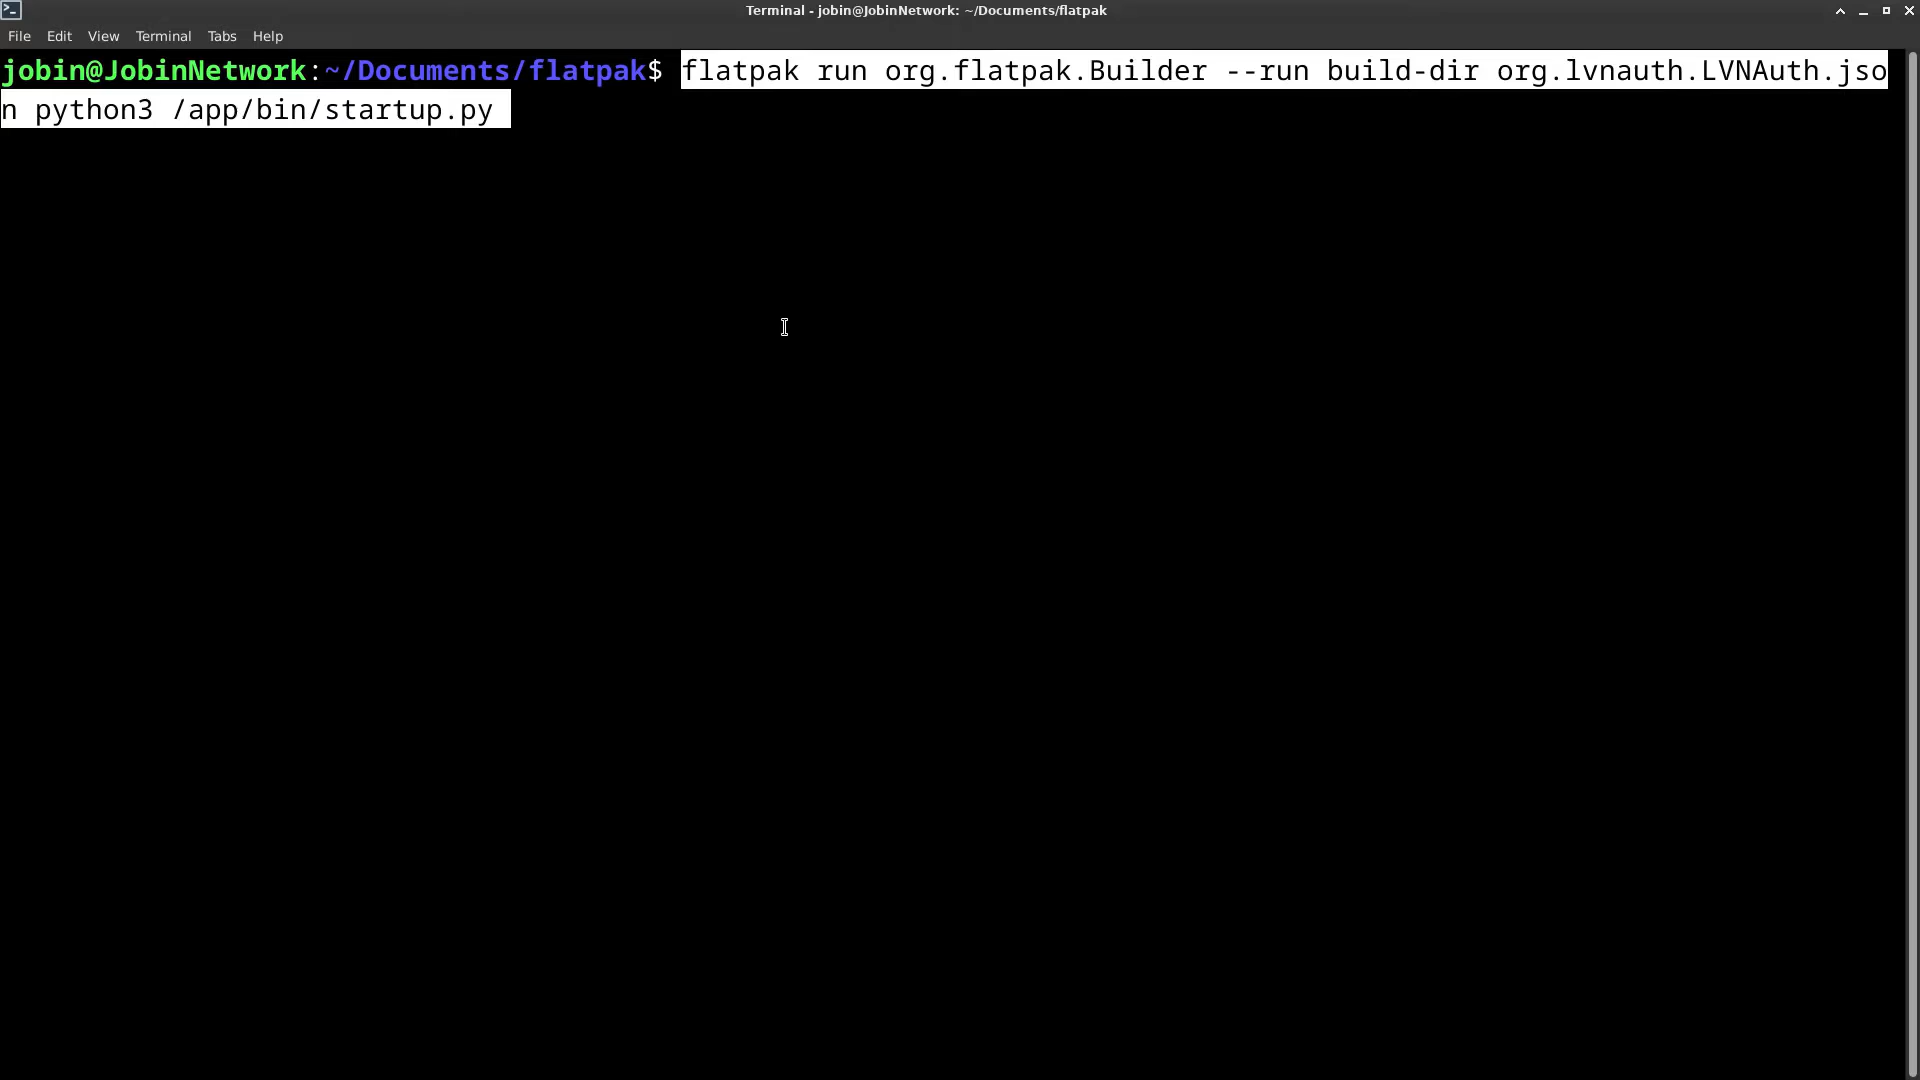 Terminal - jobin@JobinNetwork: ~/Documents/flatpak
File Edit View Terminal Tabs Help
jobin@JobinNetwork:~/Documents/flatpak$ flatpak run org.flatpak.Builder --run build-dir org.lvnauth.LVNAuth.jso
n python3 /app/bin/startup.py